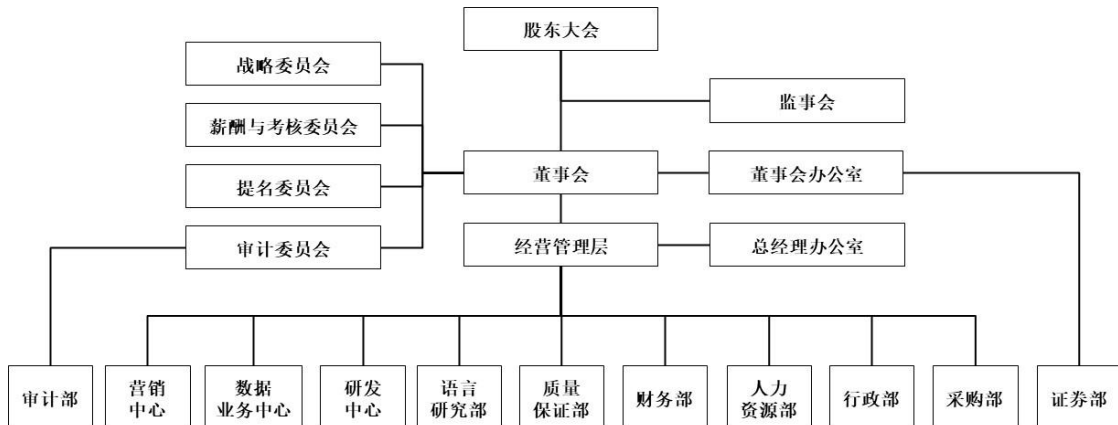 股东大会
战略委员会
监事会
薪酬与考核委员会
董事会
董事会办公室
提名委员会
审计委员会
经营管理层
总经理办公室
审计部
营销
中心
数据
业务中心
研发
中心
语言
研究部
质量
保证部
财务部
人力
资源部
行政部
采购部
证券部